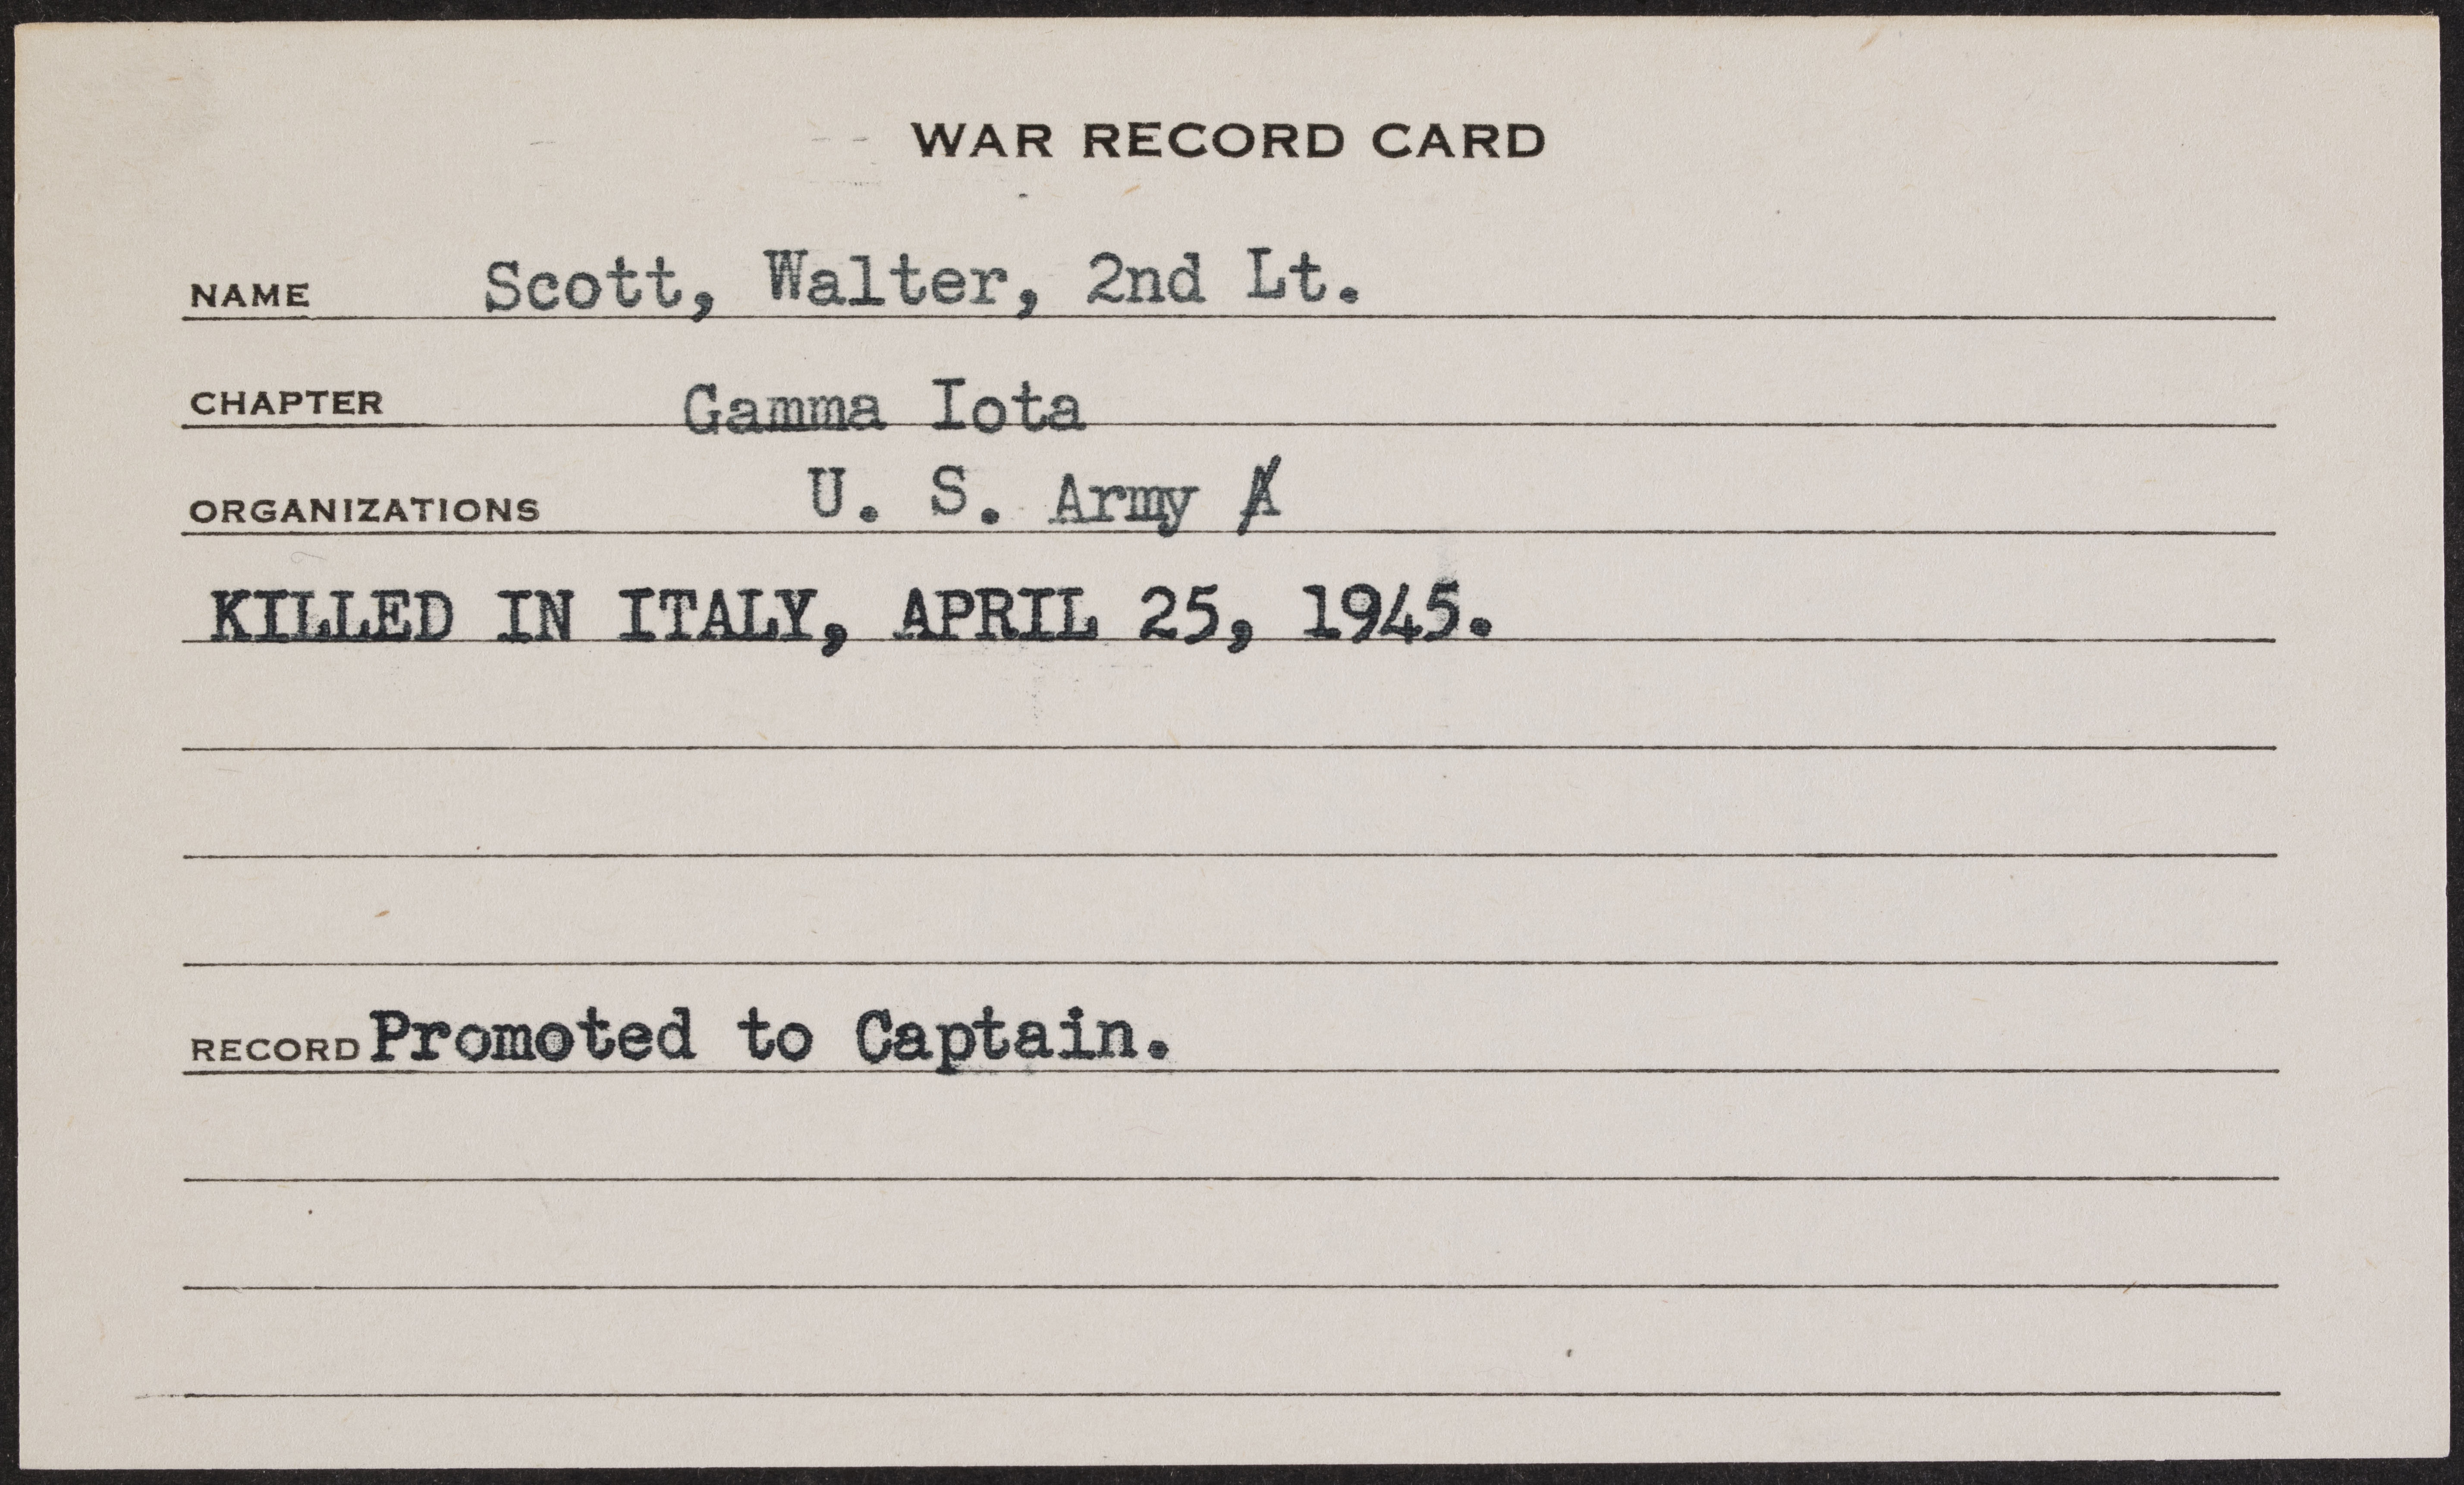 WAR RECORD CARD
NAME Scott, Walter, 2nd Lt.
CHAPTER Gamma Iota
ORGANIZATIONS U. S. Army A
KILLED IN ITALY, APRIL 25, 1945.
RECORD Promoted to Captain.